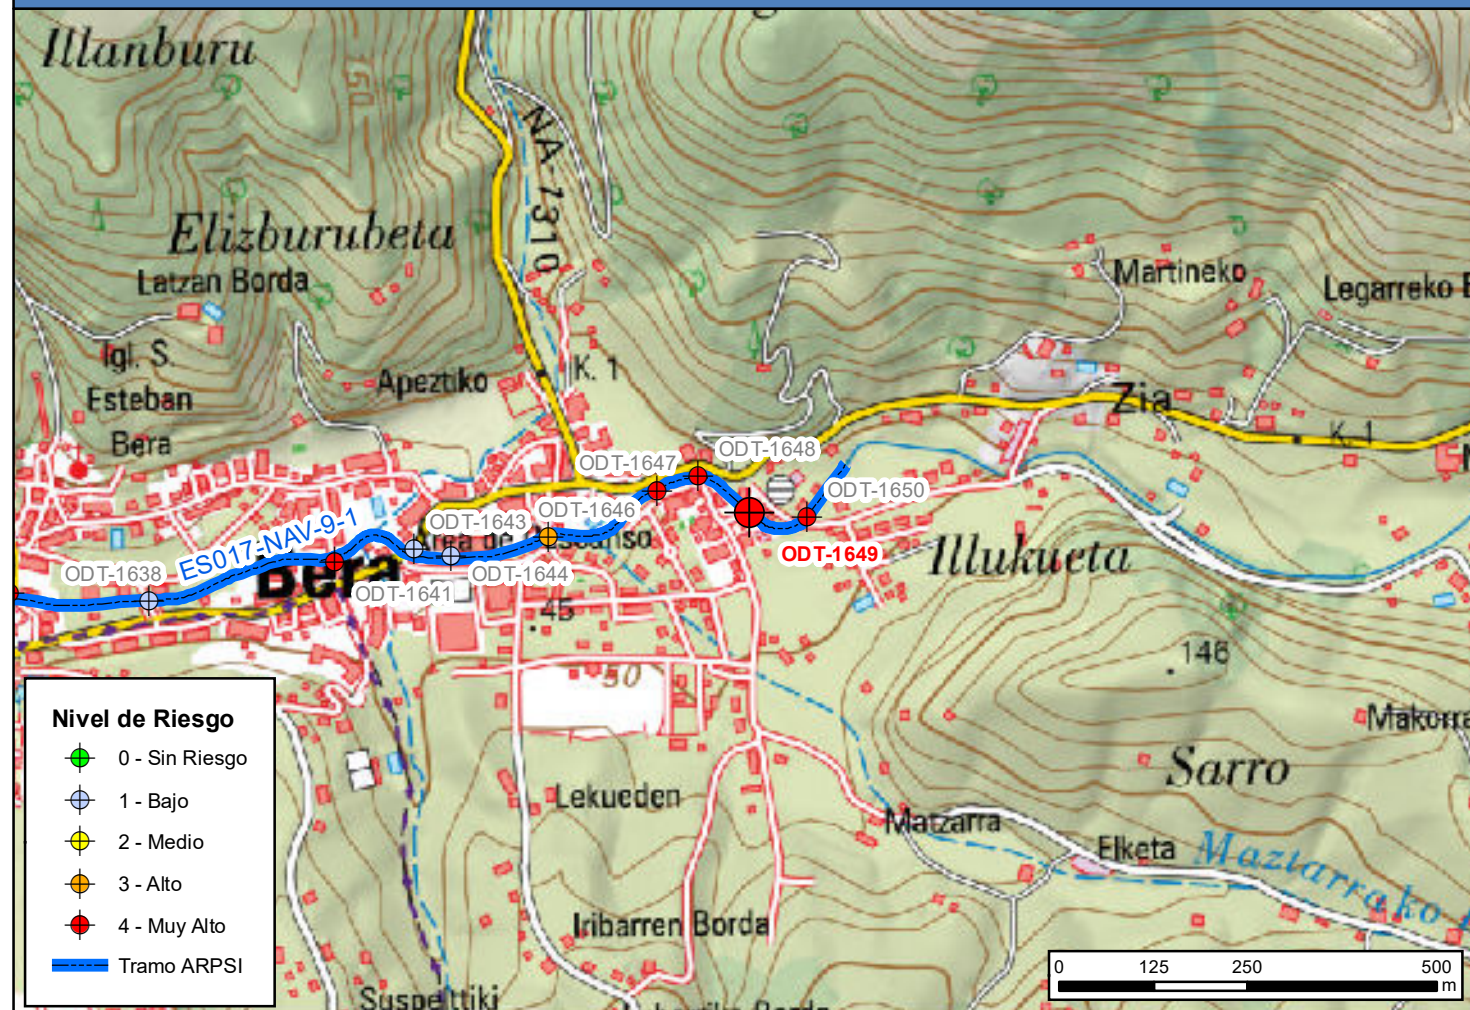 Illanburu
NA-1310
Elizburubeta
Latzan Borda
Martineko
Igl. S.
Esteban
Bera
Apeztiko
K. 1
Zia
K. 1
ODT-1647
ODT-1648
ODT-1650
ODT-1646
ODT-1643
ES017-NAV-9-1
ODT-1649
Illukueta
Bera
ODT-1638
ODT-1644
ODT-1641
45
146
50
Sarro
Lekueden
Matzarra
Elketa
Maztarrako
Iribarren Borda
Suspelttiki
Nivel de Riesgo
0 - Sin Riesgo
1 - Bajo
2 - Medio
3 - Alto
4 - Muy Alto
Tramo ARPSI
0 125 250 500
m